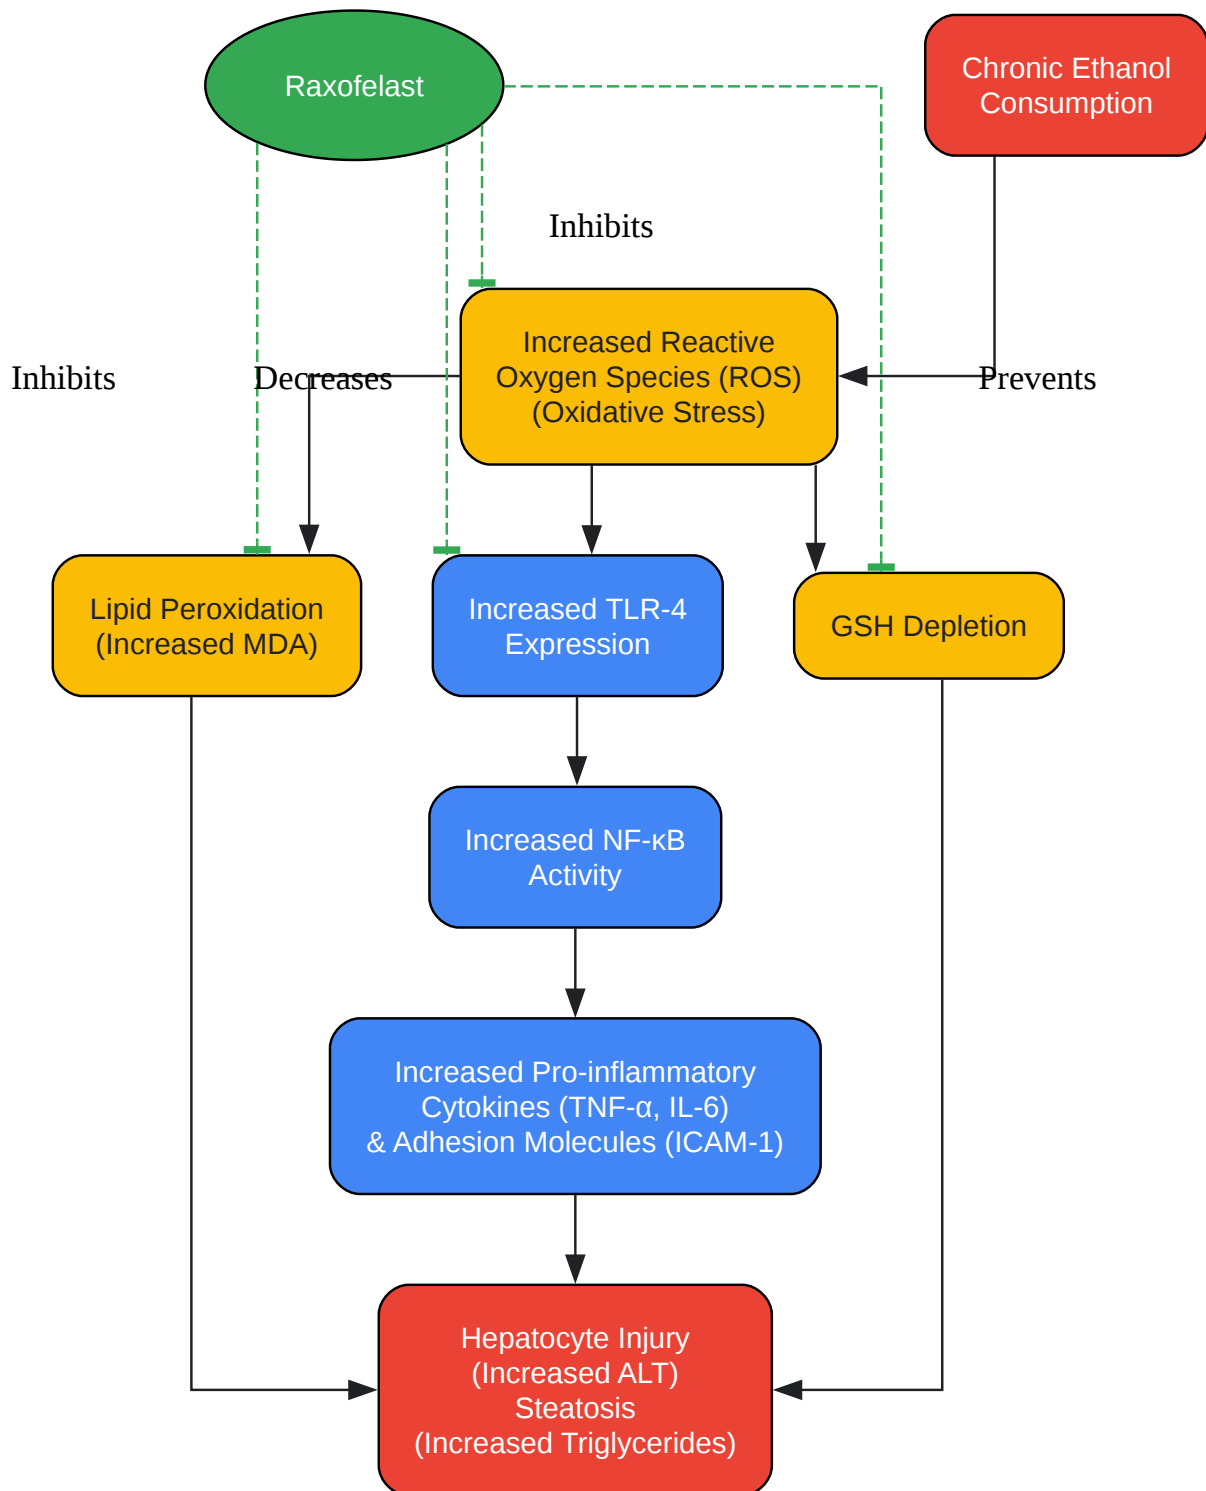 Raxofelast
Chronic Ethanol
Consumption
Inhibits
Increased Reactive
Oxygen Species (ROS)
(Oxidative Stress)
Inhibits
Decreases
Prevents
Lipid Peroxidation
(Increased MDA)
Increased TLR-4
Expression
GSH Depletion
Increased NF-κB
Activity
Increased Pro-inflammatory
Cytokines (TNF-α, IL-6)
& Adhesion Molecules (ICAM-1)
Hepatocyte Injury
(Increased ALT)
Steatosis
(Increased Triglycerides)